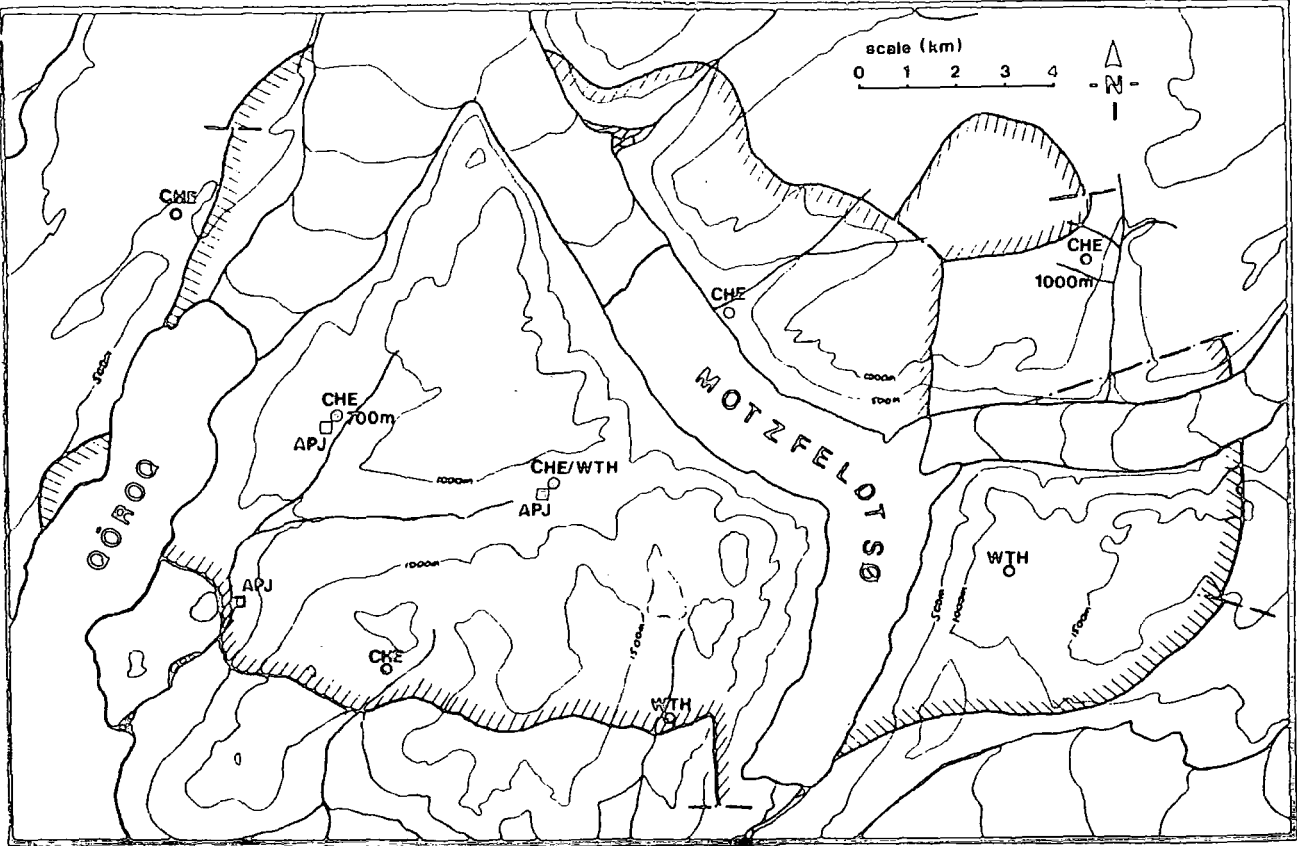 scale (km)
0 1 2 3 4
N
CHE
CHE
1000m
CHE
1000m
500m
500m
MOTZFELDT SØ
CHE
700m
APJ
1000m
CHE/WTH
APJ
QÔROQ
1000m
WTH
APJ
500m
1000m
1500m
1500m
CHE
WTH